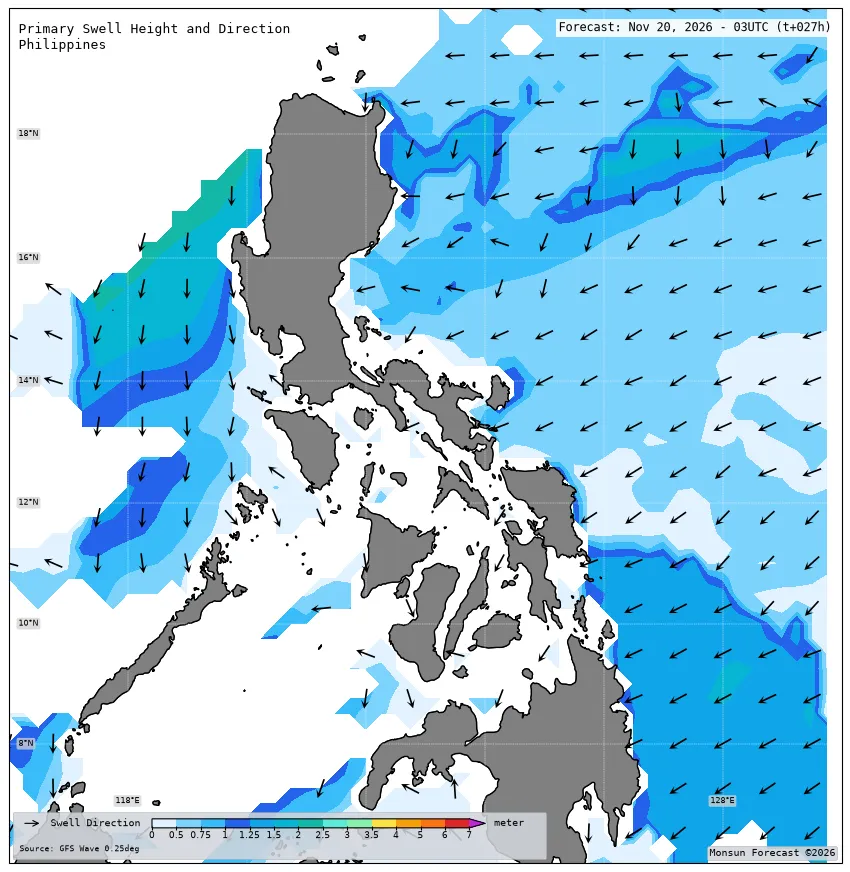 Primary Swell Height and Direction
Philippines
Forecast: Nov 20, 2026 - 03UTC (t+027h)
18°N
16°N
14°N
12°N
10°N
8°N
118°E
128°E
Swell Direction
meter
0 0.5 0.75 1 1.25 1.5 2 2.5 3 3.5 4 5 6 7
Source: GFS Wave 0.25deg
Monsun Forecast ©2026